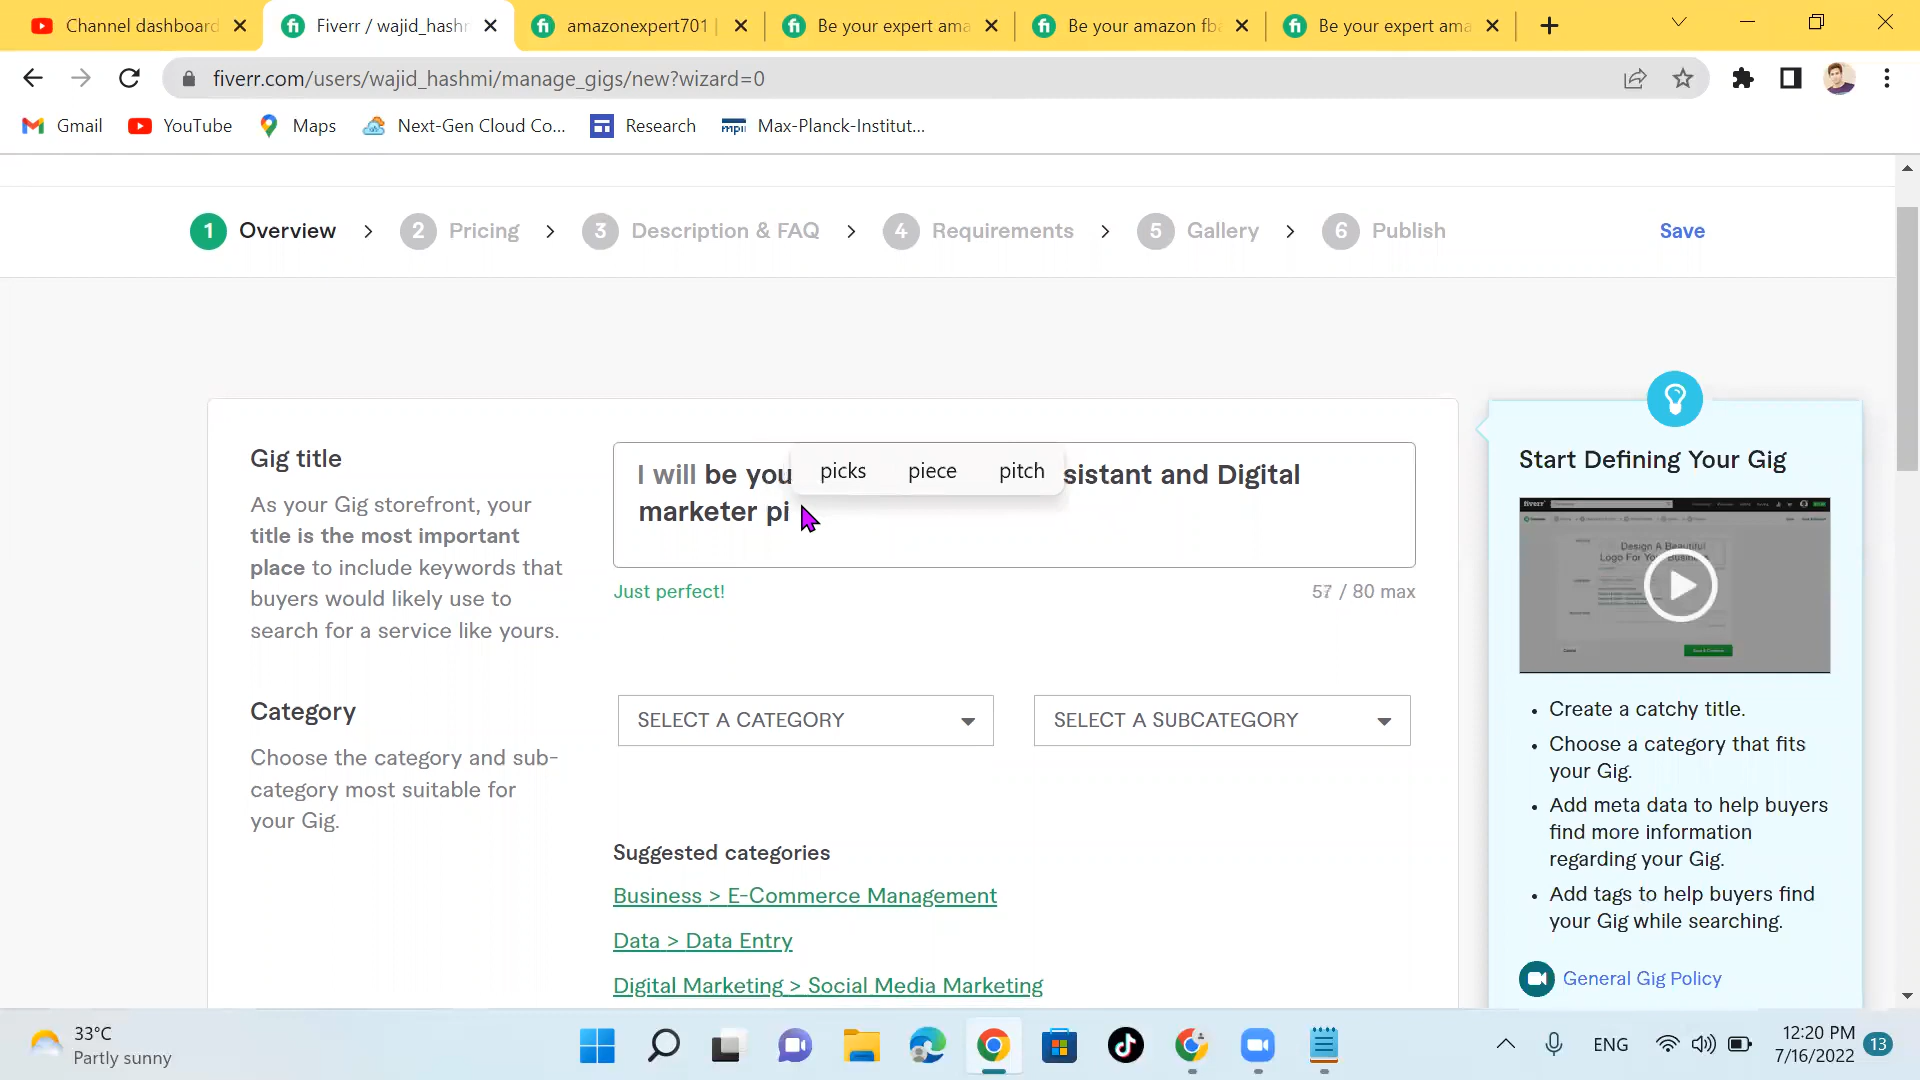 Channel dashboard
Fiverr / wajid_hashm
amazonexpert701 |
Be your expert ama
Be your amazon fba
Be your expert ama
fiverr.com/users/wajid_hashmi/manage_gigs/new?wizard=0
Gmail
YouTube
Maps
Next-Gen Cloud Co...
Research
Max-Planck-Institut...
1 Overview
2 Pricing
3 Description & FAQ
4 Requirements
5 Gallery
6 Publish
Save
Gig title
As your Gig storefront, your
title is the most important
place to include keywords that
buyers would likely use to
search for a service like yours.
I will be you
sistant and Digital
marketer pi
picks piece pitch
Just perfect!
57 / 80 max
Category
Choose the category and sub-
category most suitable for
your Gig.
SELECT A CATEGORY
SELECT A SUBCATEGORY
Suggested categories
Business > E-Commerce Management
Data > Data Entry
Digital Marketing > Social Media Marketing
Start Defining Your Gig
Design A Beautiful
Logo For Your Business
• Create a catchy title.
• Choose a category that fits
your Gig.
• Add meta data to help buyers
find more information
regarding your Gig.
• Add tags to help buyers find
your Gig while searching.
General Gig Policy
33°C
Partly sunny
ENG
12:20 PM
7/16/2022
13